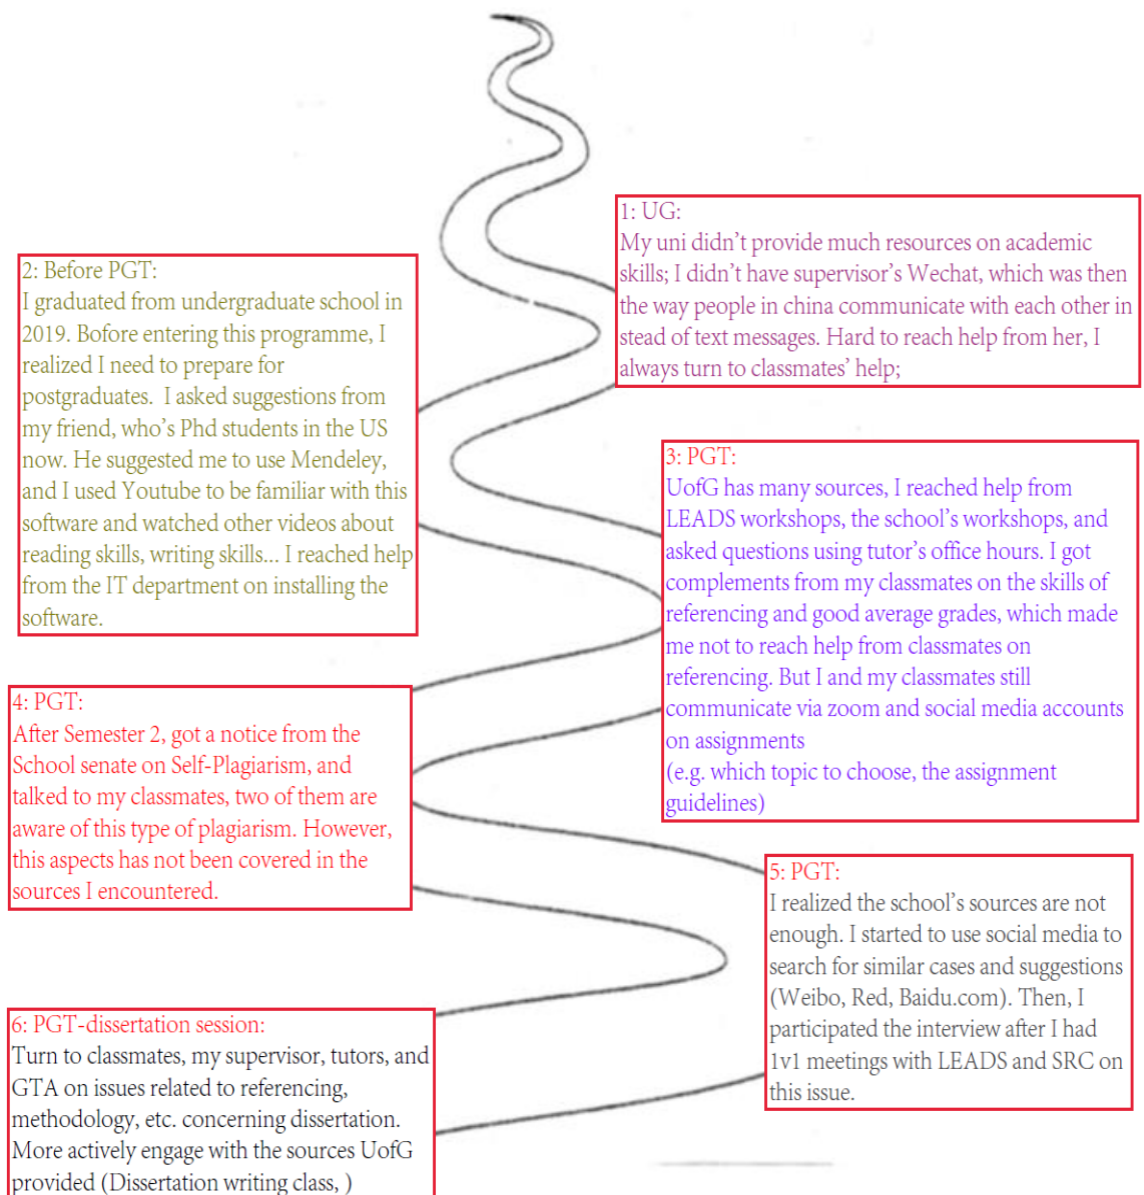 1: UG:
My uni didn't provide much resources on academic
skills; I didn't have supervisor's Wechat, which was then
the way people in china communicate with each other in
stead of text messages. Hard to reach help from her, I
always turn to classmates' help;
2: Before PGT:
I graduated from undergraduate school in
2019. Bofore entering this programme, I
realized I need to prepare for
postgraduates.  I asked suggestions from
my friend, who's Phd students in the US
now. He suggested me to use Mendeley,
and I used Youtube to be familiar with this
software and watched other videos about
reading skills, writing skills... I reached help
from the IT department on installing the
software.
3: PGT:
UofG has many sources, I reached help from
LEADS workshops, the school's workshops, and
asked questions using tutor's office hours. I got
complements from my classmates on the skills of
referencing and good average grades, which made
me not to reach help from classmates on
referencing. But I and my classmates still
communicate via zoom and social media accounts
on assignments
(e.g. which topic to choose, the assignment
guidelines)
4: PGT:
After Semester 2, got a notice from the
School senate on Self-Plagiarism, and
talked to my classmates, two of them are
aware of this type of plagiarism. However,
this aspects has not been covered in the
sources I encountered.
5: PGT:
I realized the school's sources are not
enough. I started to use social media to
search for similar cases and suggestions
(Weibo, Red, Baidu.com). Then, I
participated the interview after I had
1v1 meetings with LEADS and SRC on
this issue.
6: PGT-dissertation session:
Turn to classmates, my supervisor, tutors, and
GTA on issues related to referencing,
methodology, etc. concerning dissertation.
More actively engage with the sources UofG
provided (Dissertation writing class, )